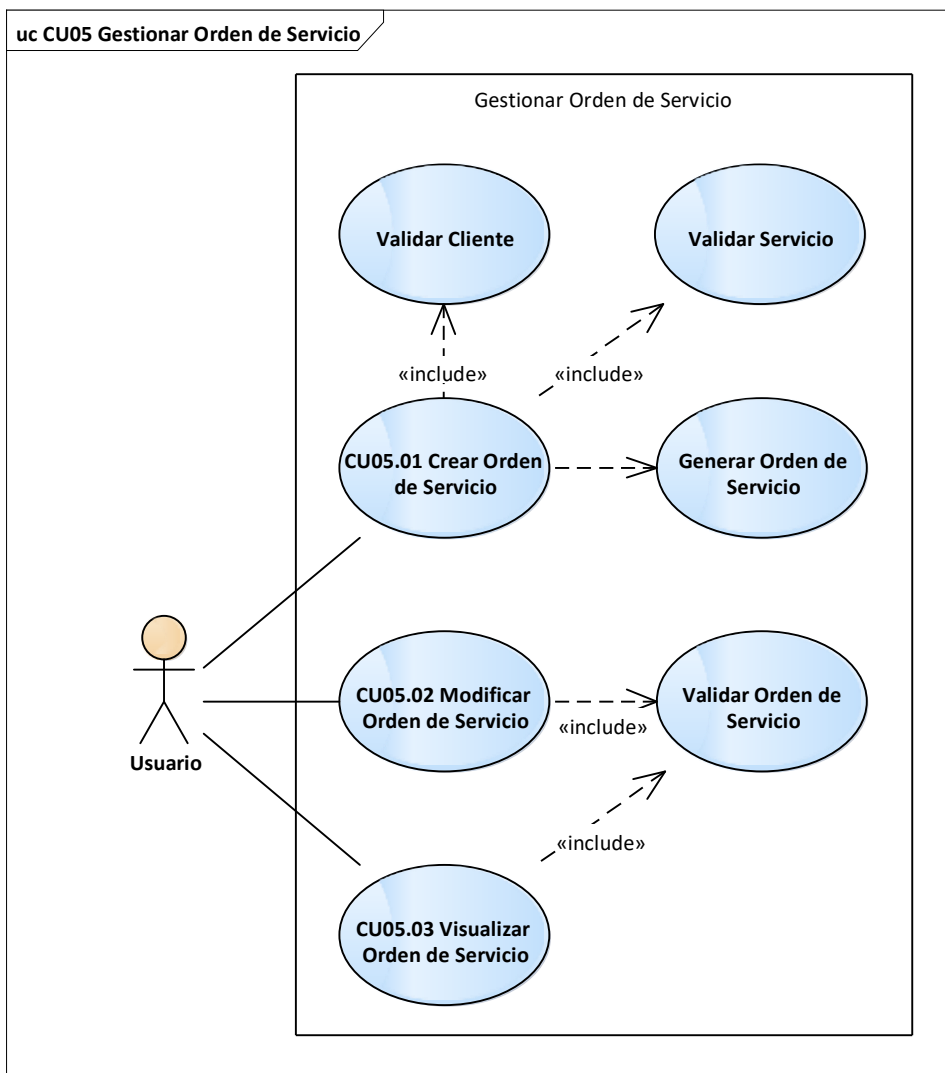 uc CU05 Gestionar Orden de Servicio
Gestionar Orden de Servicio
Validar Cliente
Validar Servicio
«include»
«include»
CU05.01 Crear Orden
de Servicio
Generar Orden de
Servicio
CU05.02 Modificar
Orden de Servicio
Validar Orden de
Servicio
«include»
Usuario
«include»
CU05.03 Visualizar
Orden de Servicio